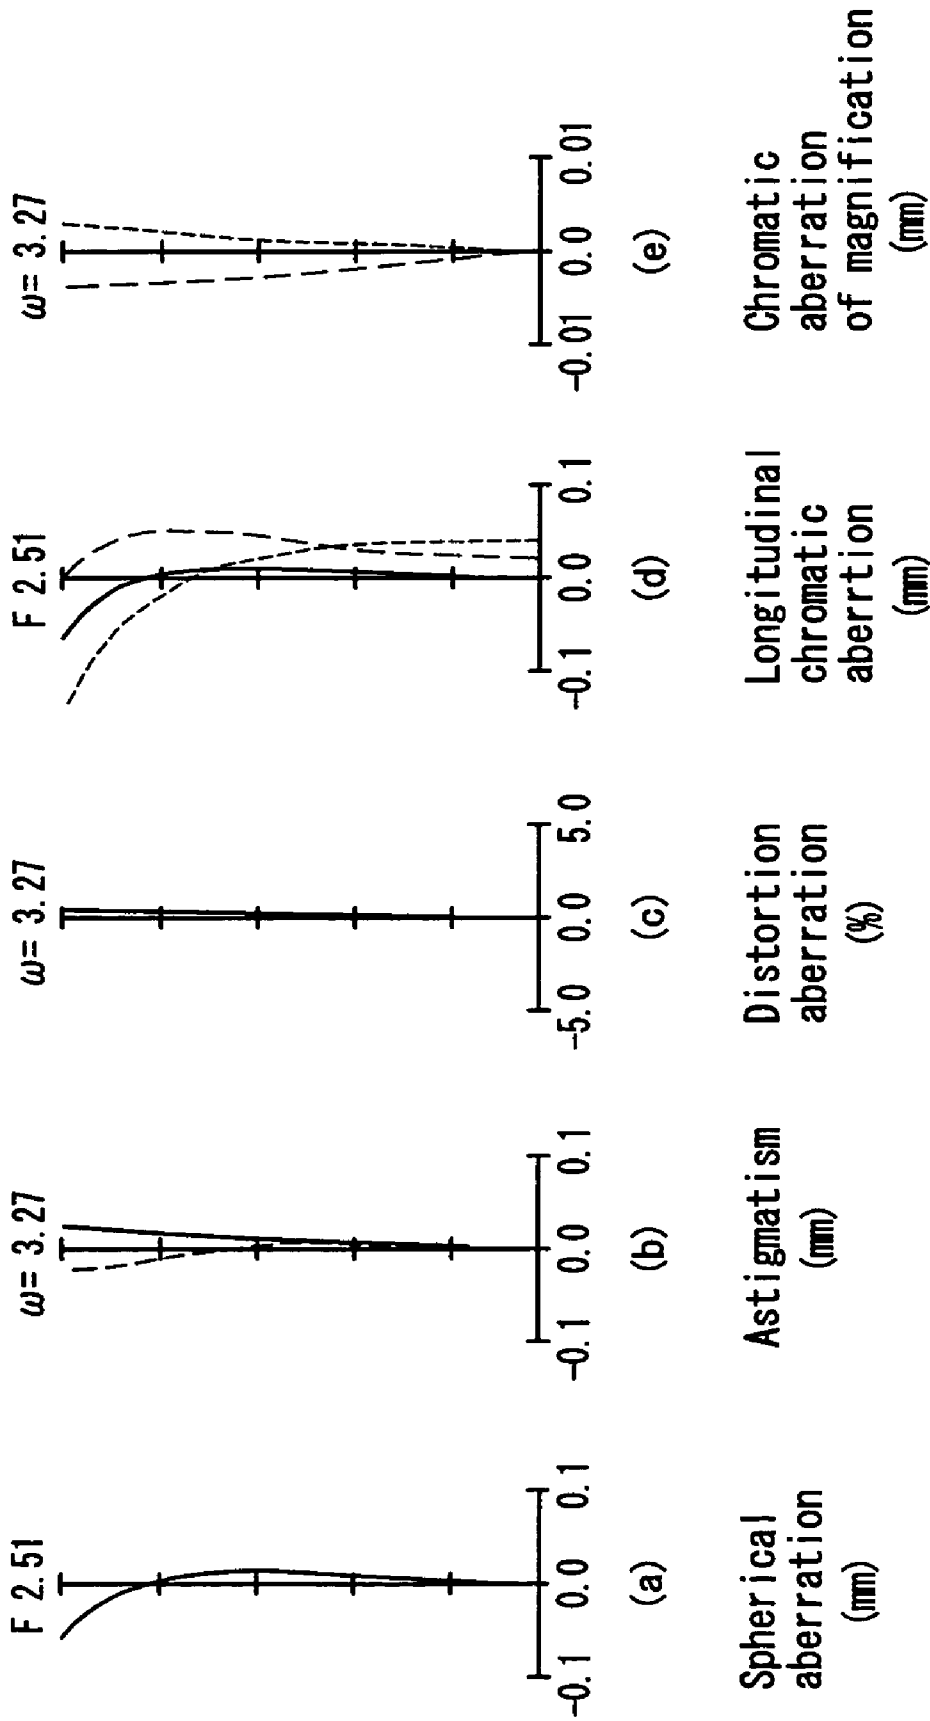 F 2.51
-0.1
0.0
0.1
(a)
Spherical
aberration
(mm)
ω= 3.27
-0.1
0.0
0.1
(b)
Astigmatism
(mm)
ω= 3.27
-5.0
0.0
5.0
(c)
Distortion
aberration
(%)
F 2.51
-0.1
0.0
0.1
(d)
Longitudinal
chromatic
aberrtion
(mm)
ω= 3.27
-0.01
0.0
0.01
(e)
Chromatic
aberration
of magnification
(mm)